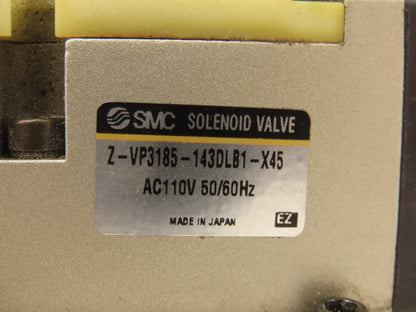 SMC SOLENOID VALVE
Z-VP3185-143DLB1-X45
AC110V 50/60Hz
MADE IN JAPAN EZ